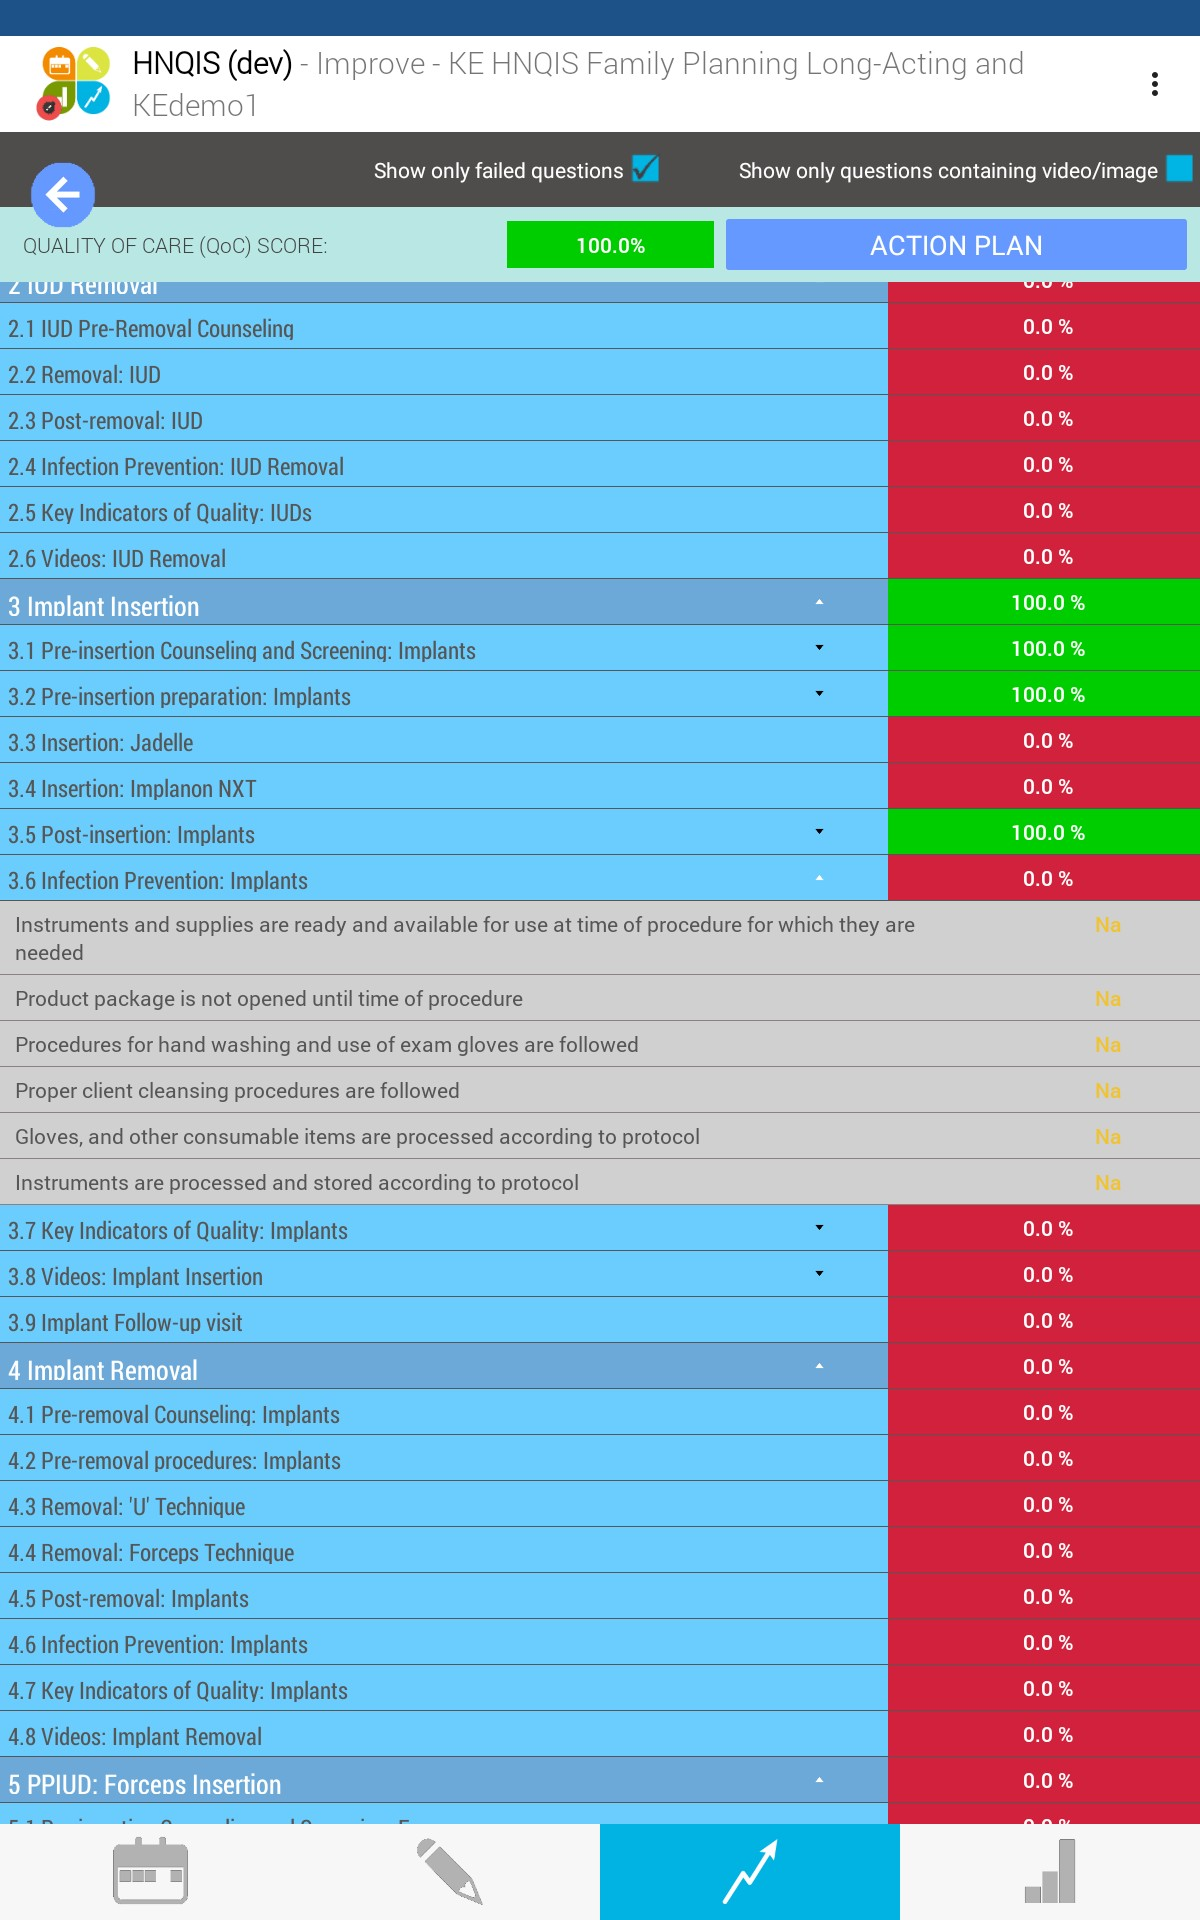 HNQIS (dev) - Improve - KE HNQIS Family Planning Long-Acting and
KEdemo1
Show only failed questions
Show only questions containing video/image
QUALITY OF CARE (QoC) SCORE:
100.0%
ACTION PLAN
2 IUD Removal 0.0 %
2.1 IUD Pre-Removal Counseling 0.0 %
2.2 Removal: IUD 0.0 %
2.3 Post-removal: IUD 0.0 %
2.4 Infection Prevention: IUD Removal 0.0 %
2.5 Key Indicators of Quality: IUDs 0.0 %
2.6 Videos: IUD Removal 0.0 %
3 Implant Insertion 100.0 %
3.1 Pre-insertion Counseling and Screening: Implants 100.0 %
3.2 Pre-insertion preparation: Implants 100.0 %
3.3 Insertion: Jadelle 0.0 %
3.4 Insertion: Implanon NXT 0.0 %
3.5 Post-insertion: Implants 100.0 %
3.6 Infection Prevention: Implants 0.0 %
Instruments and supplies are ready and available for use at time of procedure for which they are Na
needed
Product package is not opened until time of procedure Na
Procedures for hand washing and use of exam gloves are followed Na
Proper client cleansing procedures are followed Na
Gloves, and other consumable items are processed according to protocol Na
Instruments are processed and stored according to protocol Na
3.7 Key Indicators of Quality: Implants 0.0 %
3.8 Videos: Implant Insertion 0.0 %
3.9 Implant Follow-up visit 0.0 %
4 Implant Removal 0.0 %
4.1 Pre-removal Counseling: Implants 0.0 %
4.2 Pre-removal procedures: Implants 0.0 %
4.3 Removal: 'U' Technique 0.0 %
4.4 Removal: Forceps Technique 0.0 %
4.5 Post-removal: Implants 0.0 %
4.6 Infection Prevention: Implants 0.0 %
4.7 Key Indicators of Quality: Implants 0.0 %
4.8 Videos: Implant Removal 0.0 %
5 PPIUD: Forceps Insertion 0.0 %